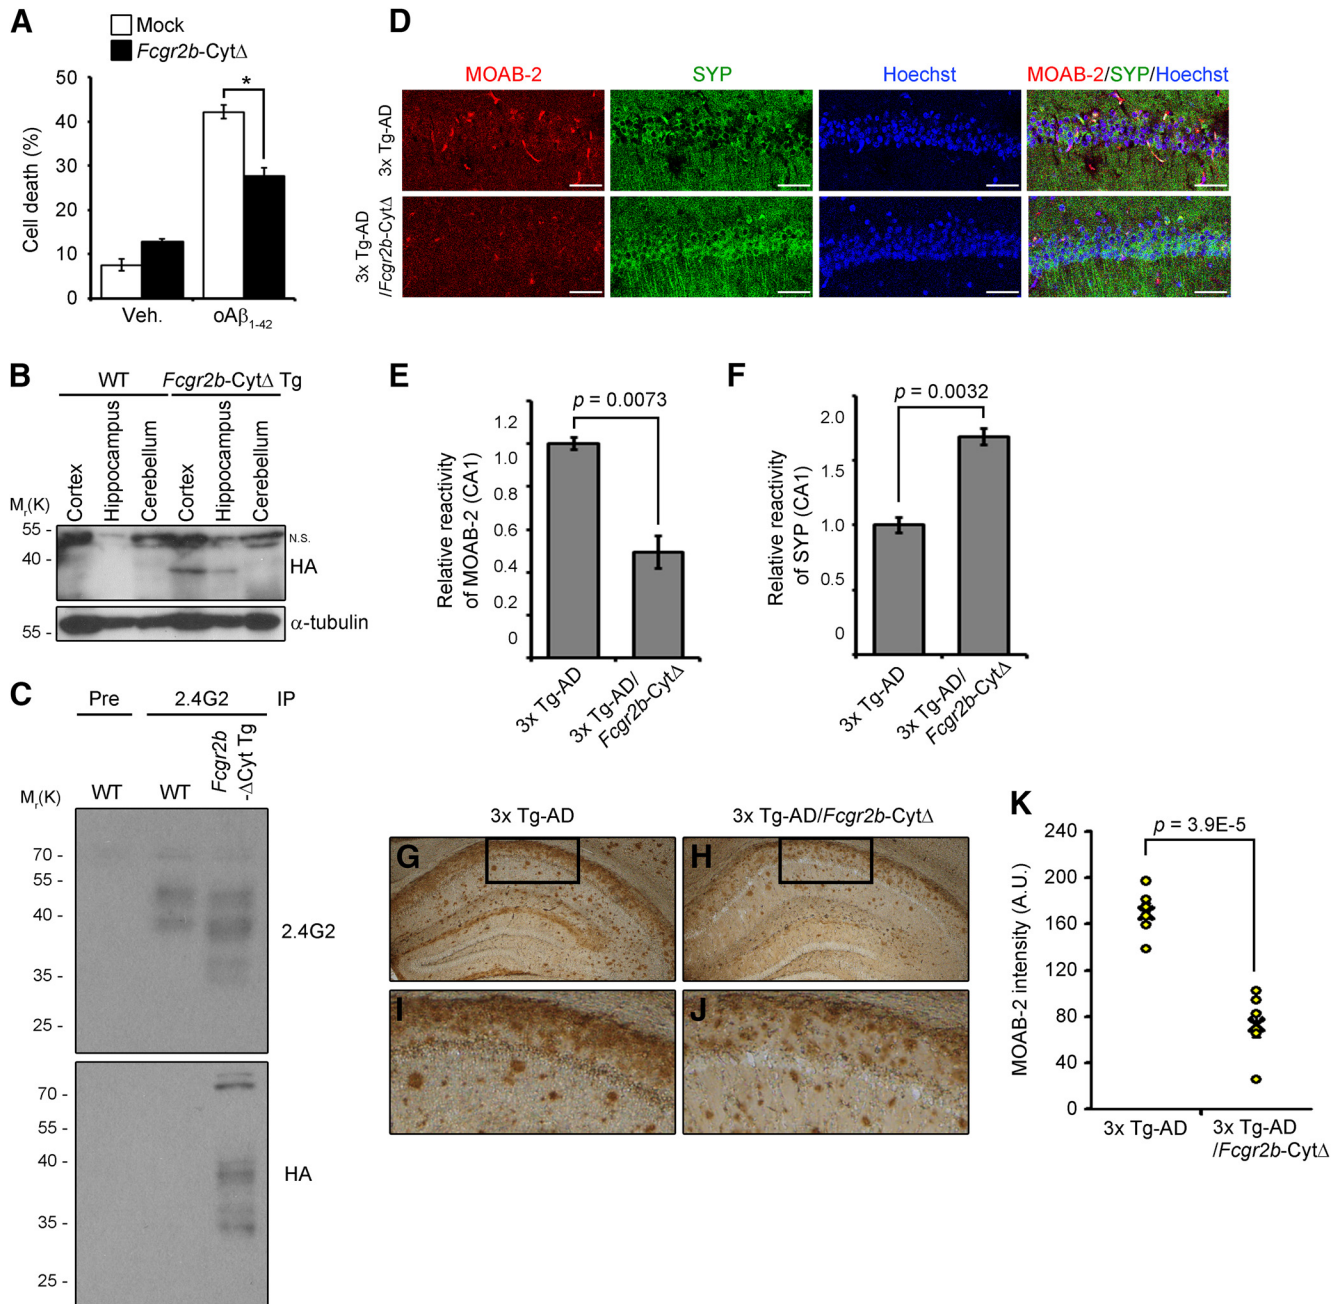 A
Mock
Fcgr2b-CytΔ
Cell death (%)
50
40
30
20
10
0
*
Veh.
oAβ1-42
B
WT
Fcgr2b-CytΔ Tg
Cortex
Hippocampus
Cerebellum
Cortex
Hippocampus
Cerebellum
Mr(K)
55 -
40 -
N.S.
HA
55 -
α-tubulin
C
Pre
2.4G2
IP
WT
WT
Fcgr2b
-ΔCyt Tg
Mr(K)
70 -
55 -
40 -
35 -
25 -
2.4G2
70 -
55 -
40 -
35 -
25 -
HA
D
MOAB-2
SYP
Hoechst
MOAB-2/SYP/Hoechst
3x Tg-AD
3x Tg-AD
/Fcgr2b-CytΔ
E
p = 0.0073
Relative reactivity
of MOAB-2 (CA1)
1.2
1.0
0.8
0.6
0.4
0.2
0
3x Tg-AD
3x Tg-AD/
Fcgr2b-CytΔ
F
p = 0.0032
Relative reactivity
of SYP (CA1)
2.0
1.5
1.0
0.5
0
3x Tg-AD
3x Tg-AD/
Fcgr2b-CytΔ
3x Tg-AD
3x Tg-AD/Fcgr2b-CytΔ
G
H
I
J
K
p = 3.9E-5
MOAB-2 intensity (A.U.)
240
200
160
120
80
40
0
3x Tg-AD
3x Tg-AD
/Fcgr2b-CytΔ